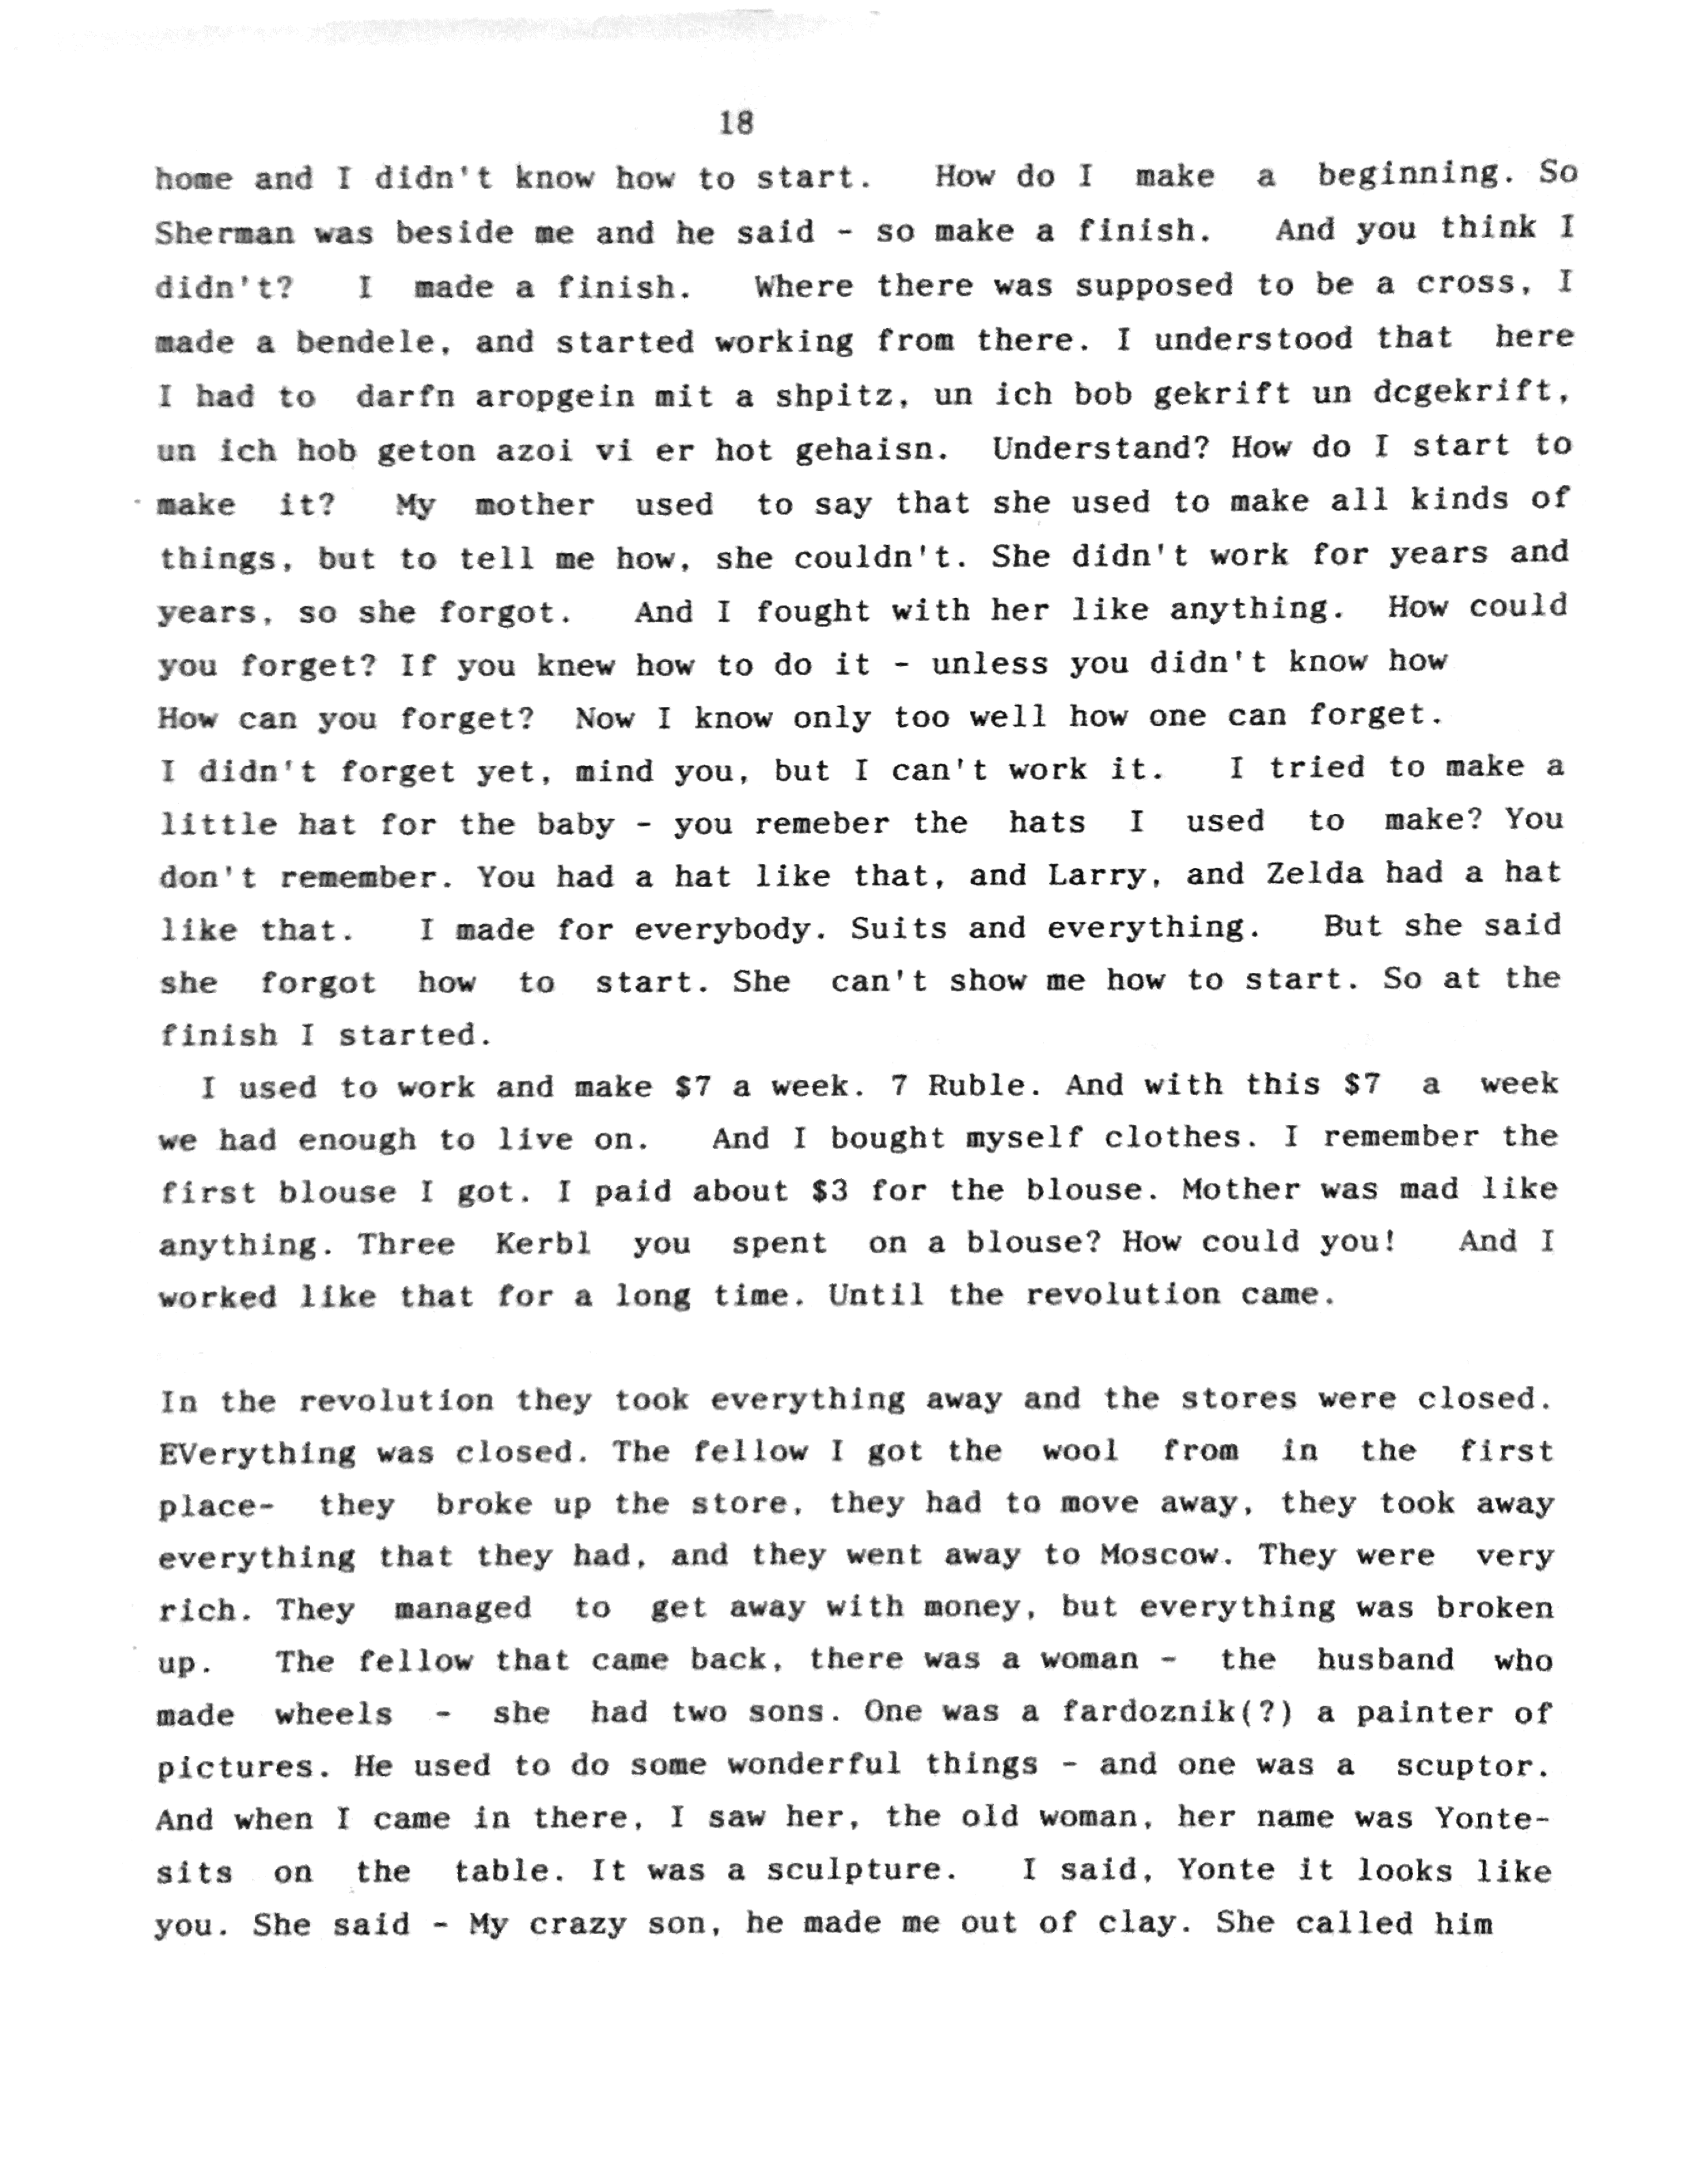 18
home and I didn't know how to start. How do I make a beginning. So
Sherman was beside me and he said - so make a finish. And you think I
didn't? I made a finish. Where there was supposed to be a cross, I
made a bendele, and started working from there. I understood that here
I had to darfn aropgein mit a shpitz, un ich bob gekrift un dcgekrift,
un ich hob geton azoi vi er hot gehaisn. Understand? How do I start to
make it? My mother used to say that she used to make all kinds of
things, but to tell me how, she couldn't. She didn't work for years and
years, so she forgot. And I fought with her like anything. How could
you forget? If you knew how to do it - unless you didn't know how
How can you forget? Now I know only too well how one can forget.
I didn't forget yet, mind you, but I can't work it. I tried to make a
little hat for the baby - you remeber the hats I used to make? You
don't remember. You had a hat like that, and Larry, and Zelda had a hat
like that. I made for everybody. Suits and everything. But she said
she forgot how to start. She can't show me how to start. So at the
finish I started.
I used to work and make $7 a week. 7 Ruble. And with this $7 a week
we had enough to live on. And I bought myself clothes. I remember the
first blouse I got. I paid about $3 for the blouse. Mother was mad like
anything. Three Kerbl you spent on a blouse? How could you! And I
worked like that for a long time. Until the revolution came.
In the revolution they took everything away and the stores were closed.
EVerything was closed. The fellow I got the wool from in the first
place- they broke up the store, they had to move away, they took away
everything that they had, and they went away to Moscow. They were very
rich. They managed to get away with money, but everything was broken
up. The fellow that came back, there was a woman - the husband who
made wheels - she had two sons. One was a fardoznik(?) a painter of
pictures. He used to do some wonderful things - and one was a scuptor.
And when I came in there, I saw her, the old woman, her name was Yonte-
sits on the table. It was a sculpture. I said, Yonte it looks like
you. She said - My crazy son, he made me out of clay. She called him